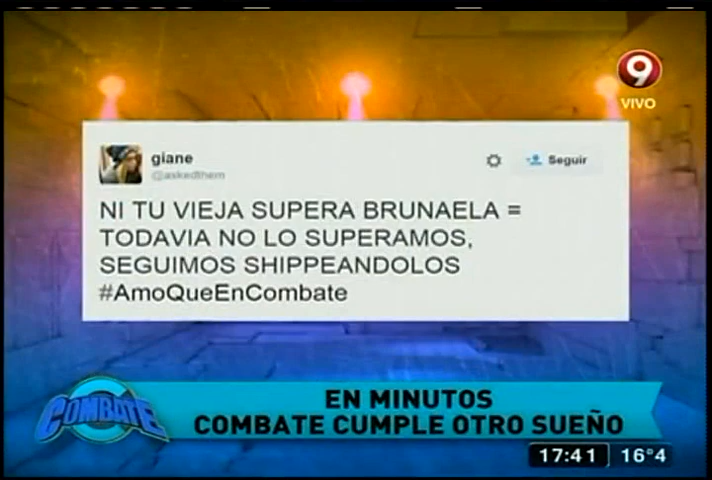 9
VIVO
giane
@askedthem
Seguir
NI TU VIEJA SUPERA BRUNAELA =
TODAVIA NO LO SUPERAMOS,
SEGUIMOS SHIPPEANDOLOS
#AmoQueEnCombate
COMBATE
EN MINUTOS
COMBATE CUMPLE OTRO SUEÑO
17:41 16°4